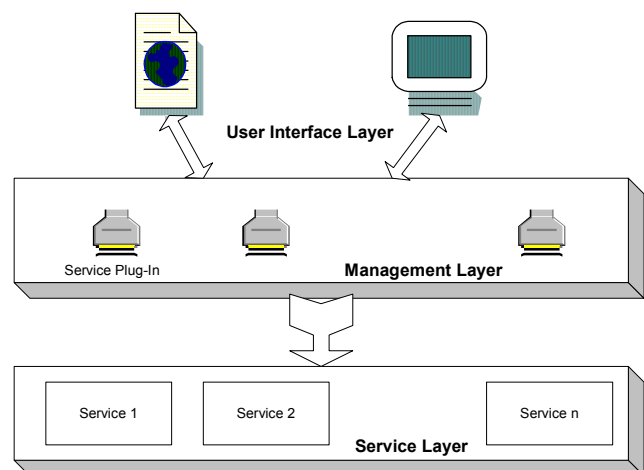 User Interface Layer
Service Plug-In
Management Layer
Service 1
Service 2
Service n
Service Layer